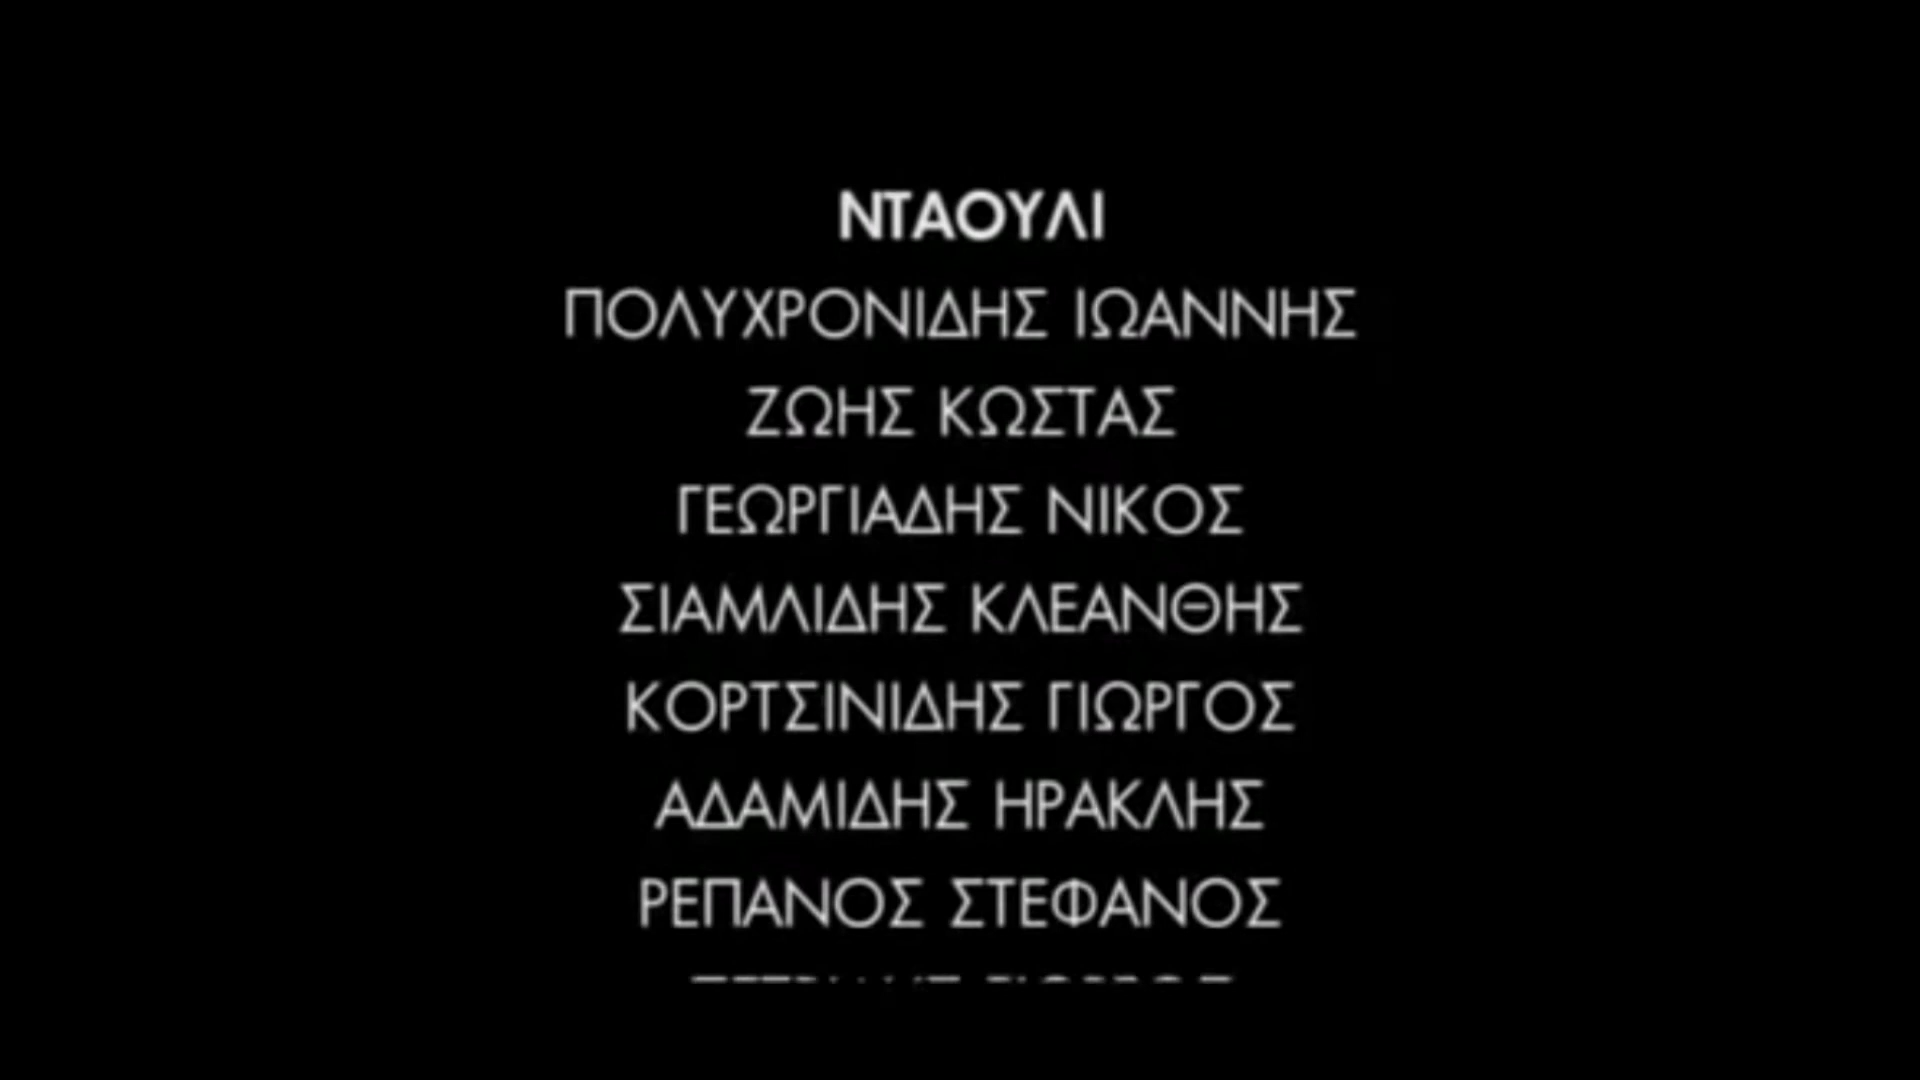 ΝΤΑΟΥΛΙ
ΠΟΛΥΧΡΟΝΙΔΗΣ ΙΩΑΝΝΗΣ
ΖΩΗΣ ΚΩΣΤΑΣ
ΓΕΩΡΓΙΑΔΗΣ ΝΙΚΟΣ
ΣΙΑΜΛΙΔΗΣ ΚΛΕΑΝΘΗΣ
ΚΟΡΤΣΙΝΙΔΗΣ ΓΙΩΡΓΟΣ
ΑΔΑΜΙΔΗΣ ΗΡΑΚΛΗΣ
ΡΕΠΑΝΟΣ ΣΤΕΦΑΝΟΣ